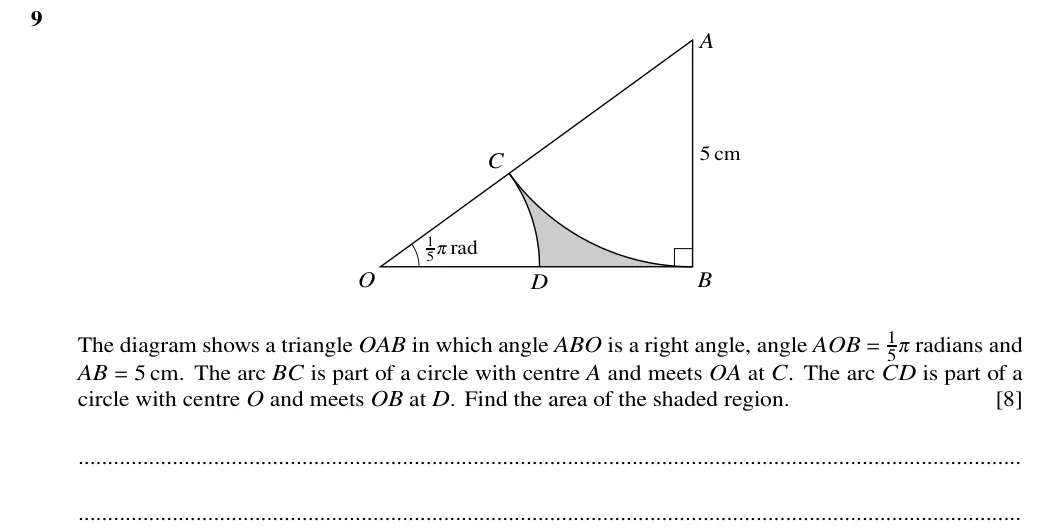 9
A
C
5 cm
1/5 π rad
O
D
B
The diagram shows a triangle OAB in which angle ABO is a right angle, angle AOB = 1/5 π radians and
AB = 5 cm. The arc BC is part of a circle with centre A and meets OA at C. The arc CD is part of a
circle with centre O and meets OB at D. Find the area of the shaded region. [8]